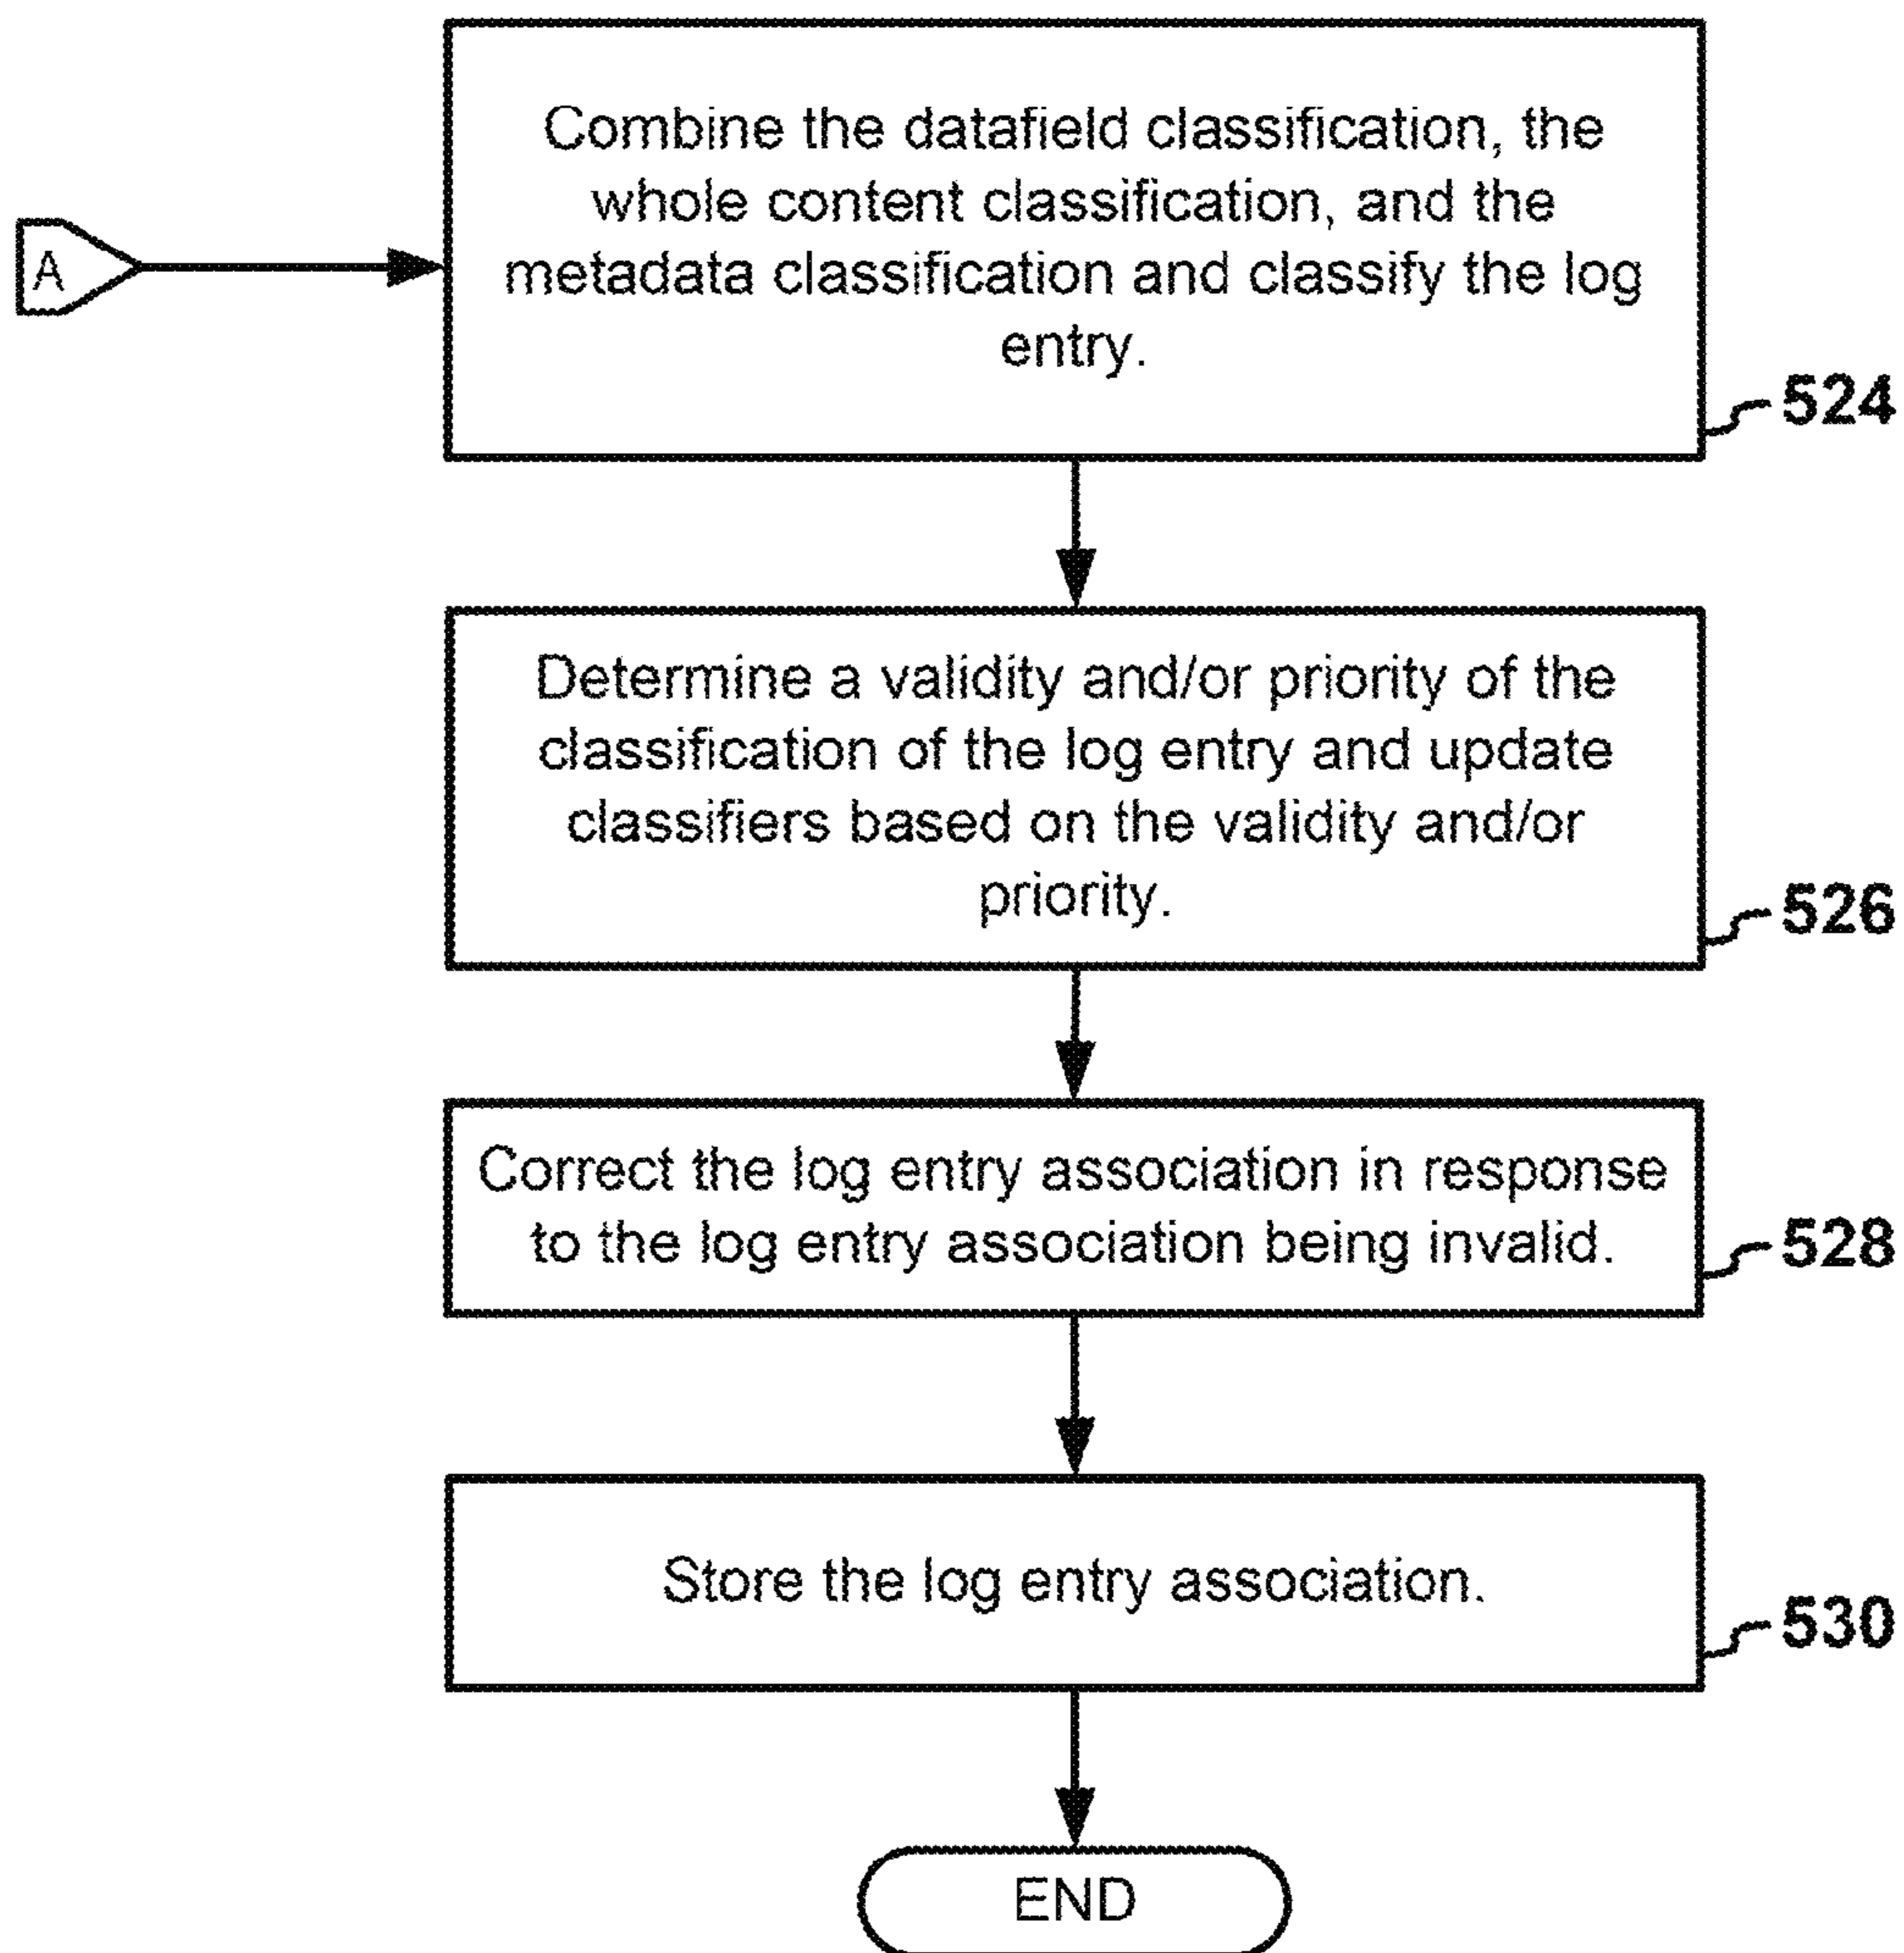 Combine the datafield classification, the
whole content classification, and the
A
metadata classification and classify the log
entry.
524
Determine a validity and/or priority of the
classification of the log entry and update
classifiers based on the validity and/or
priority.
526
Correct the log entry association in response
to the log entry association being invalid.
528
Store the log entry association.
530
END